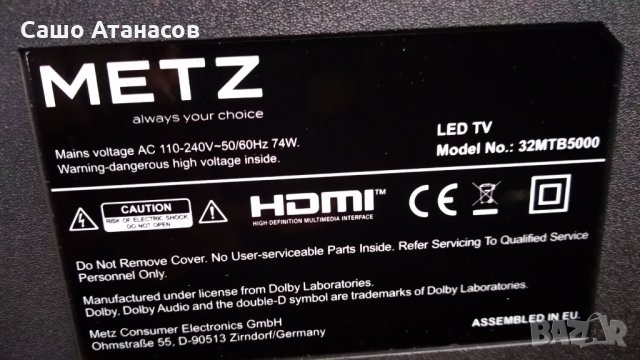 Сашо Атанасов
METZ
always your choice
Mains voltage AC 110-240V~50/60Hz 74W.
Warning-dangerous high voltage inside.
LED TV
Model No.: 32MTB5000
CAUTION
RISK OF ELECTRIC SHOCK
DO NOT OPEN
HDMI™
HIGH DEFINITION MULTIMEDIA INTERFACE
CE
Do Not Remove Cover. No User-serviceable Parts Inside. Refer Servicing To Qualified Service
Personnel Only.
Manufactured under license from Dolby Laboratories.
Dolby, Dolby Audio and the double-D symbol are trademarks of Dolby Laboratories.
Metz Consumer Electronics GmbH
Ohmstraße 55, D-90513 Zirndorf/Germany
ASSEMBLED IN EU.
BAZAR